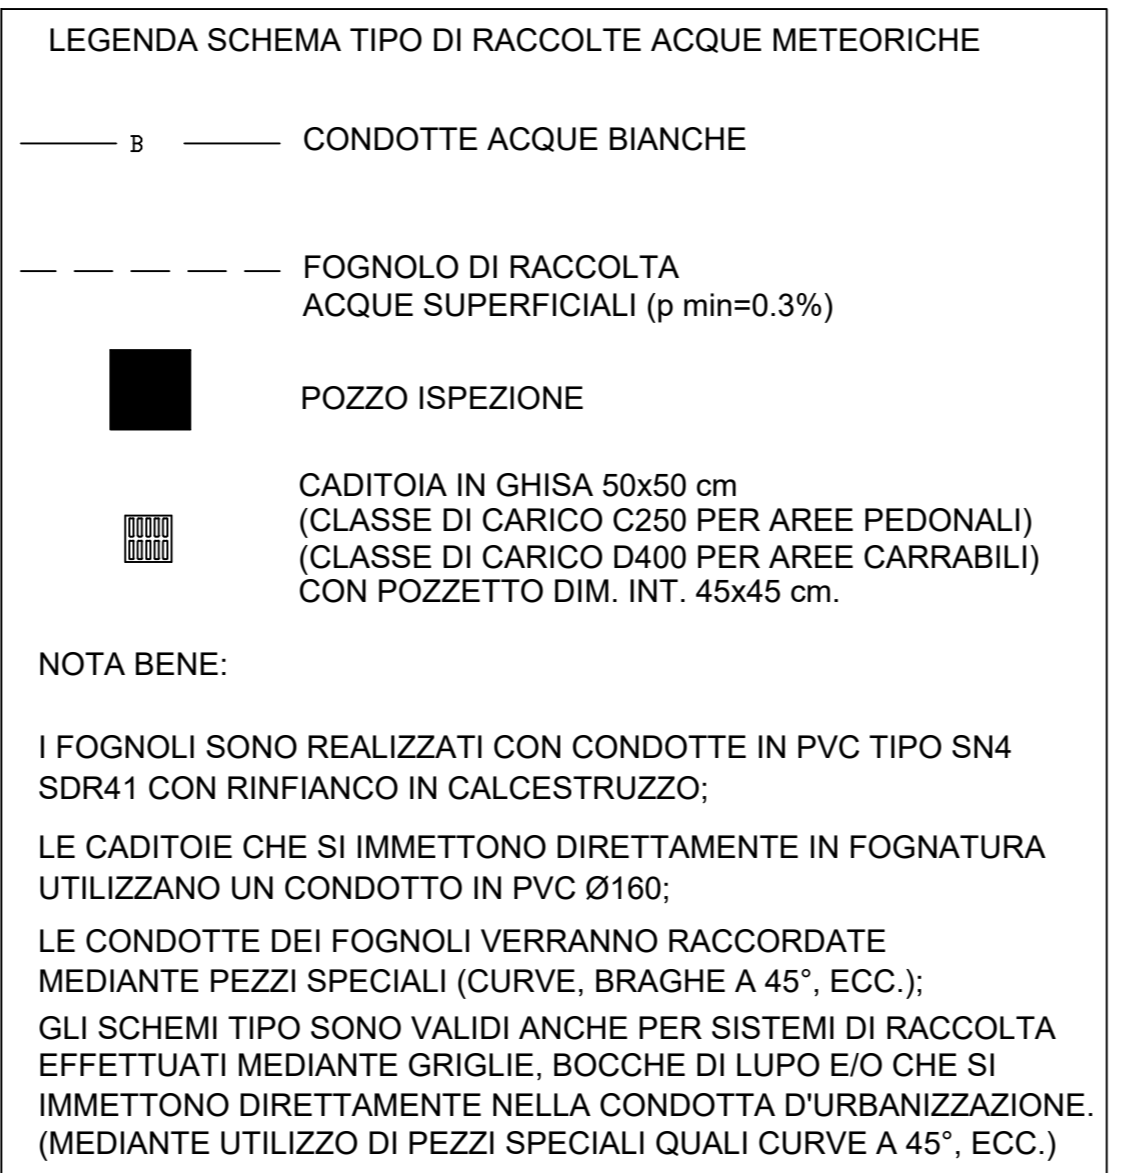 LEGENDA SCHEMA TIPO DI RACCOLTE ACQUE METEORICHE
B CONDOTTE ACQUE BIANCHE
FOGNOLO DI RACCOLTA
ACQUE SUPERFICIALI (p min=0.3%)
POZZO ISPEZIONE
CADITOIA IN GHISA 50x50 cm
(CLASSE DI CARICO C250 PER AREE PEDONALI)
(CLASSE DI CARICO D400 PER AREE CARRABILI)
CON POZZETTO DIM. INT. 45x45 cm.
NOTA BENE:
I FOGNOLI SONO REALIZZATI CON CONDOTTE IN PVC TIPO SN4
SDR41 CON RINFIANCO IN CALCESTRUZZO;
LE CADITOIE CHE SI IMMETTONO DIRETTAMENTE IN FOGNATURA
UTILIZZANO UN CONDOTTO IN PVC Ø160;
LE CONDOTTE DEI FOGNOLI VERRANNO RACCORDATE
MEDIANTE PEZZI SPECIALI (CURVE, BRAGHE A 45°, ECC.);
GLI SCHEMI TIPO SONO VALIDI ANCHE PER SISTEMI DI RACCOLTA
EFFETTUATI MEDIANTE GRIGLIE, BOCCHE DI LUPO E/O CHE SI
IMMETTONO DIRETTAMENTE NELLA CONDOTTA D'URBANIZZAZIONE.
(MEDIANTE UTILIZZO DI PEZZI SPECIALI QUALI CURVE A 45°, ECC.)